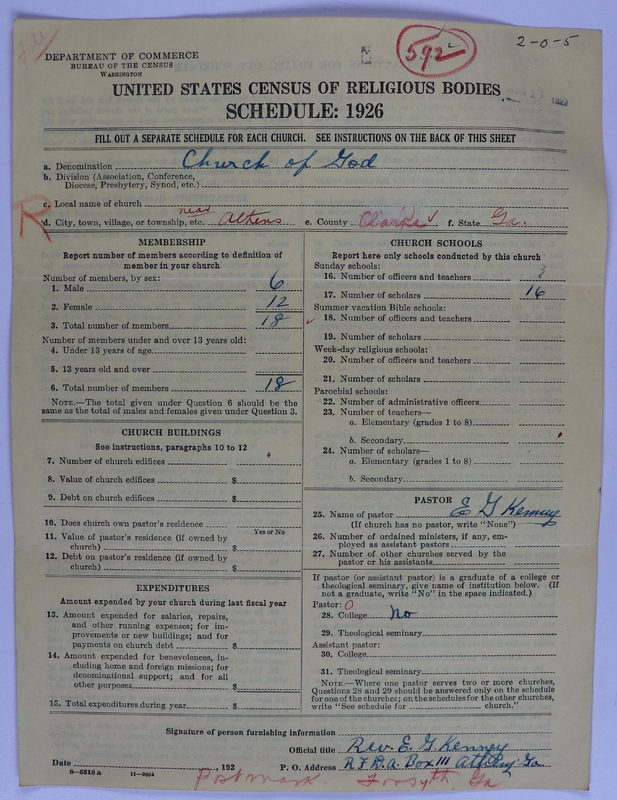 592
2-0-5
DEPARTMENT OF COMMERCE
BUREAU OF THE CENSUS
WASHINGTON
UNITED STATES CENSUS OF RELIGIOUS BODIES
SCHEDULE: 1926
FILL OUT A SEPARATE SCHEDULE FOR EACH CHURCH. SEE INSTRUCTIONS ON THE BACK OF THIS SHEET
a. Denomination Church of God
b. Division (Association, Conference,
Diocese, Presbytery, Synod, etc.)
c. Local name of church
R
d. City, town, village, or township, etc. near Athens e. County Clarke f. State Ga.
MEMBERSHIP
Report number of members according to definition of
member in your church
Number of members, by sex:
1. Male 6
2. Female 12
3. Total number of members 18
Number of members under and over 13 years old:
4. Under 13 years of age
5. 13 years old and over
6. Total number of members 18
NOTE.—The total given under Question 6 should be the
same as the total of males and females given under Question 3.
CHURCH BUILDINGS
See instructions, paragraphs 10 to 12
7. Number of church edifices
8. Value of church edifices $
9. Debt on church edifices $
10. Does church own pastor's residence
Yes or No
11. Value of pastor's residence (if owned by
church) $
12. Debt on pastor's residence (if owned by
church) $
EXPENDITURES
Amount expended by your church during last fiscal year
13. Amount expended for salaries, repairs,
and other running expenses; for im-
provements or new buildings; and for
payments on church debt $
14. Amount expended for benevolences, in-
cluding home and foreign missions; for
denominational support; and for all
other purposes $
15. Total expenditures during year $
CHURCH SCHOOLS
Report here only schools conducted by this church
Sunday schools:
16. Number of officers and teachers 3
17. Number of scholars 16
Summer vacation Bible schools:
18. Number of officers and teachers
19. Number of scholars
Week-day religious schools:
20. Number of officers and teachers
21. Number of scholars
Parochial schools:
22. Number of administrative officers
23. Number of teachers—
a. Elementary (grades 1 to 8)
b. Secondary
24. Number of scholars—
a. Elementary (grades 1 to 8)
b. Secondary
PASTOR
25. Name of pastor E G Kenney
(If church has no pastor, write "None")
26. Number of ordained ministers, if any, em-
ployed as assistant pastors
27. Number of other churches served by the
pastor or his assistants
If pastor (or assistant pastor) is a graduate of a college or
theological seminary, give name of institution below. (If
not a graduate, write "No" in the space indicated.)
Pastor: 0
28. College No
29. Theological seminary
Assistant pastor:
30. College
31. Theological seminary
NOTE.—Where one pastor serves two or more churches,
Questions 28 and 29 should be answered only on the schedule
for one of the churches; on the schedules for the other churches,
write "See schedule for church."
Signature of person furnishing information
Official title Rev. E. G. Kenney
Date , 192 P. O. Address R F D. a. Box 111 Ga
8—5518 a 11—9054
Postmark. Forsyth, Ga